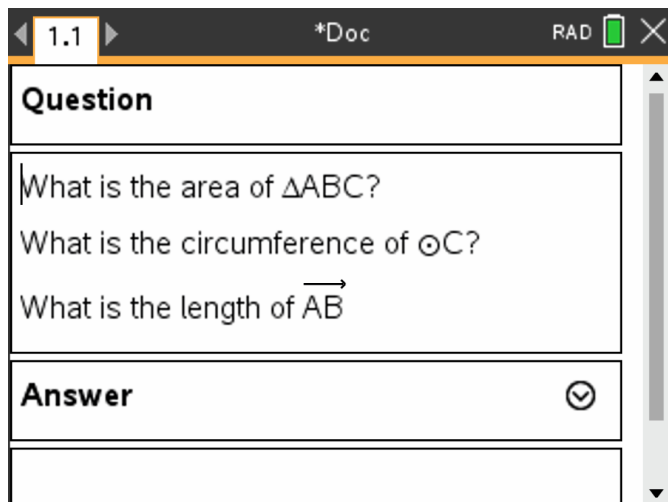 1.1 *Doc RAD
Question
What is the area of ∆ABC?
What is the circumference of ⊙C?
What is the length of A⃗B⃗
Answer